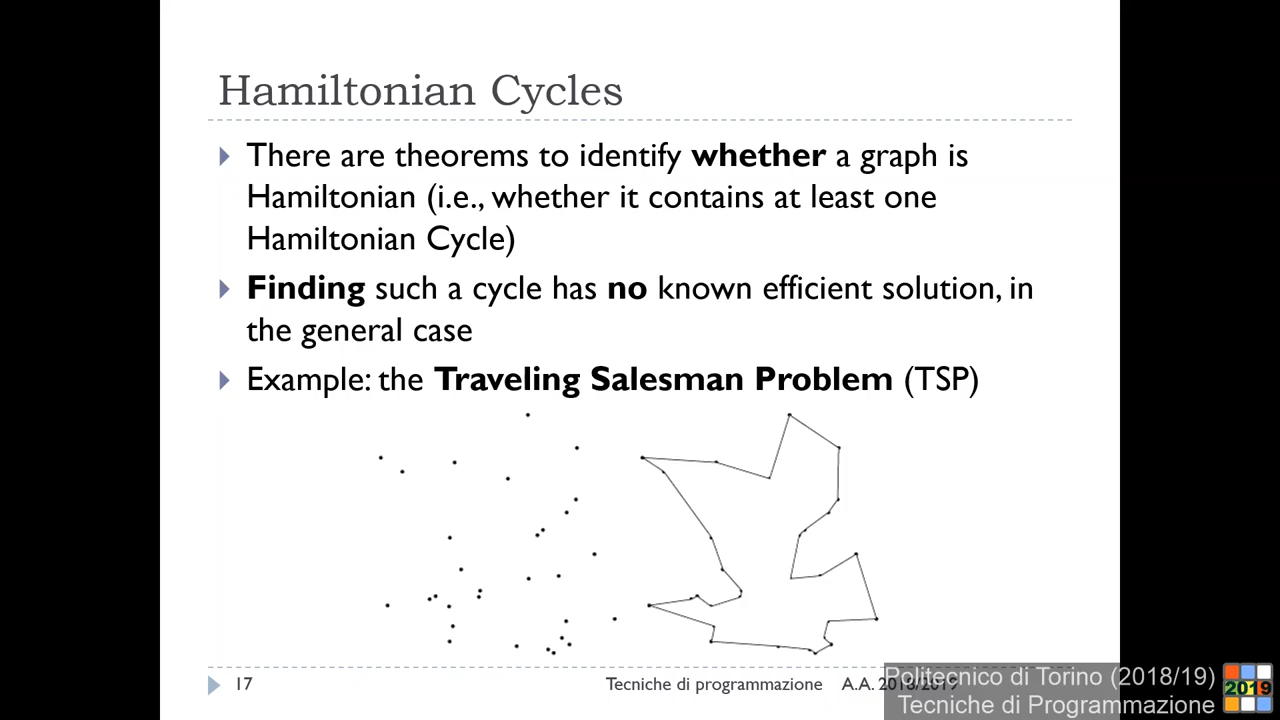 Hamiltonian Cycles
There are theorems to identify whether a graph is
Hamiltonian (i.e., whether it contains at least one
Hamiltonian Cycle)
Finding such a cycle has no known efficient solution, in
the general case
Example: the Traveling Salesman Problem (TSP)
17
Tecniche di programmazione A.A. 2018/2019
Politecnico di Torino (2018/19)
Tecniche di Programmazione
2019